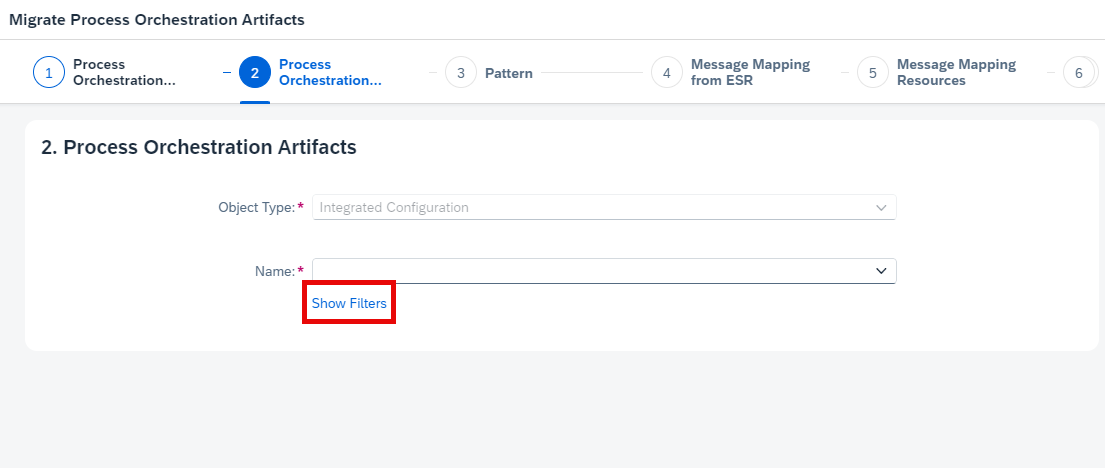 Migrate Process Orchestration Artifacts
1
Process
Orchestration...
2
Process
Orchestration...
3
Pattern
4
Message Mapping
from ESR
5
Message Mapping
Resources
6
2. Process Orchestration Artifacts
Object Type:*
Integrated Configuration
Name:*
Show Filters